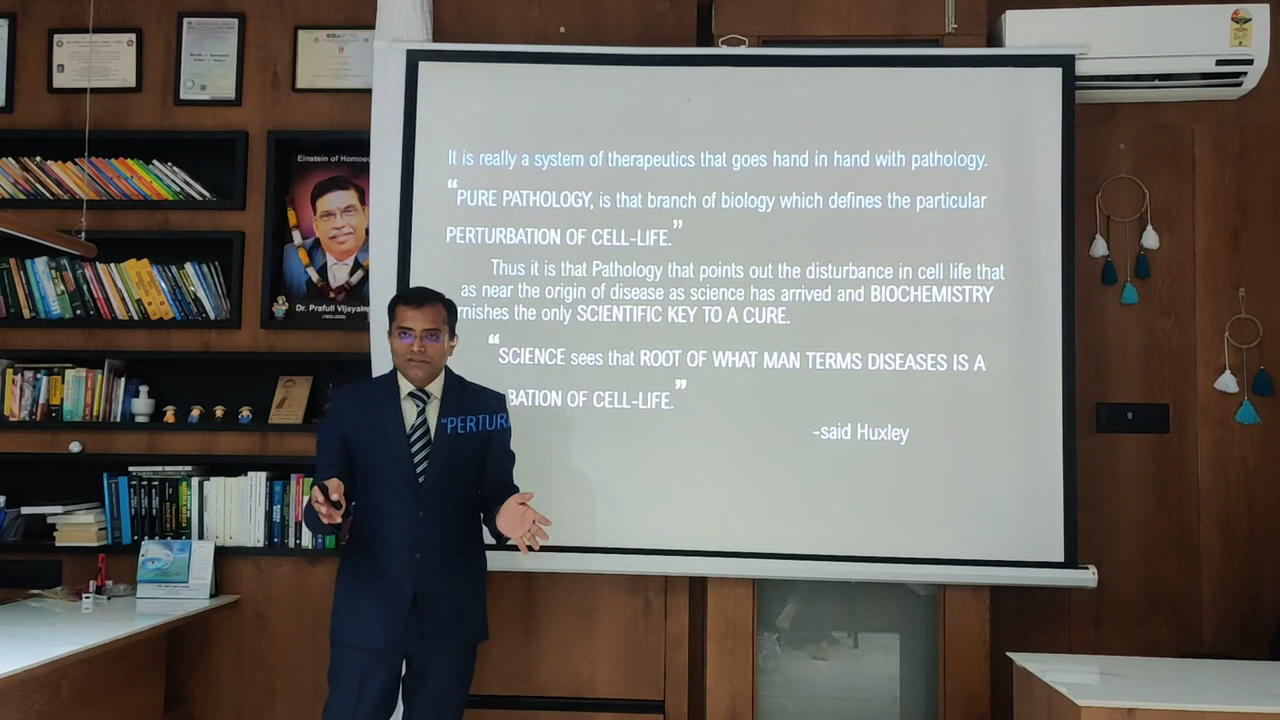 Einstein of Homoeo
Dr. Prafull Vijayak
It is really a system of therapeutics that goes hand in hand with pathology.
“PURE PATHOLOGY, is that branch of biology which defines the particular
PERTURBATION OF CELL-LIFE.”
Thus it is that Pathology that points out the disturbance in cell life that
as near the origin of disease as science has arrived and BIOCHEMISTRY
rnishes the only SCIENTIFIC KEY TO A CURE.
“SCIENCE sees that ROOT OF WHAT MAN TERMS DISEASES IS A
“PERTURBATION OF CELL-LIFE.”
-said Huxley